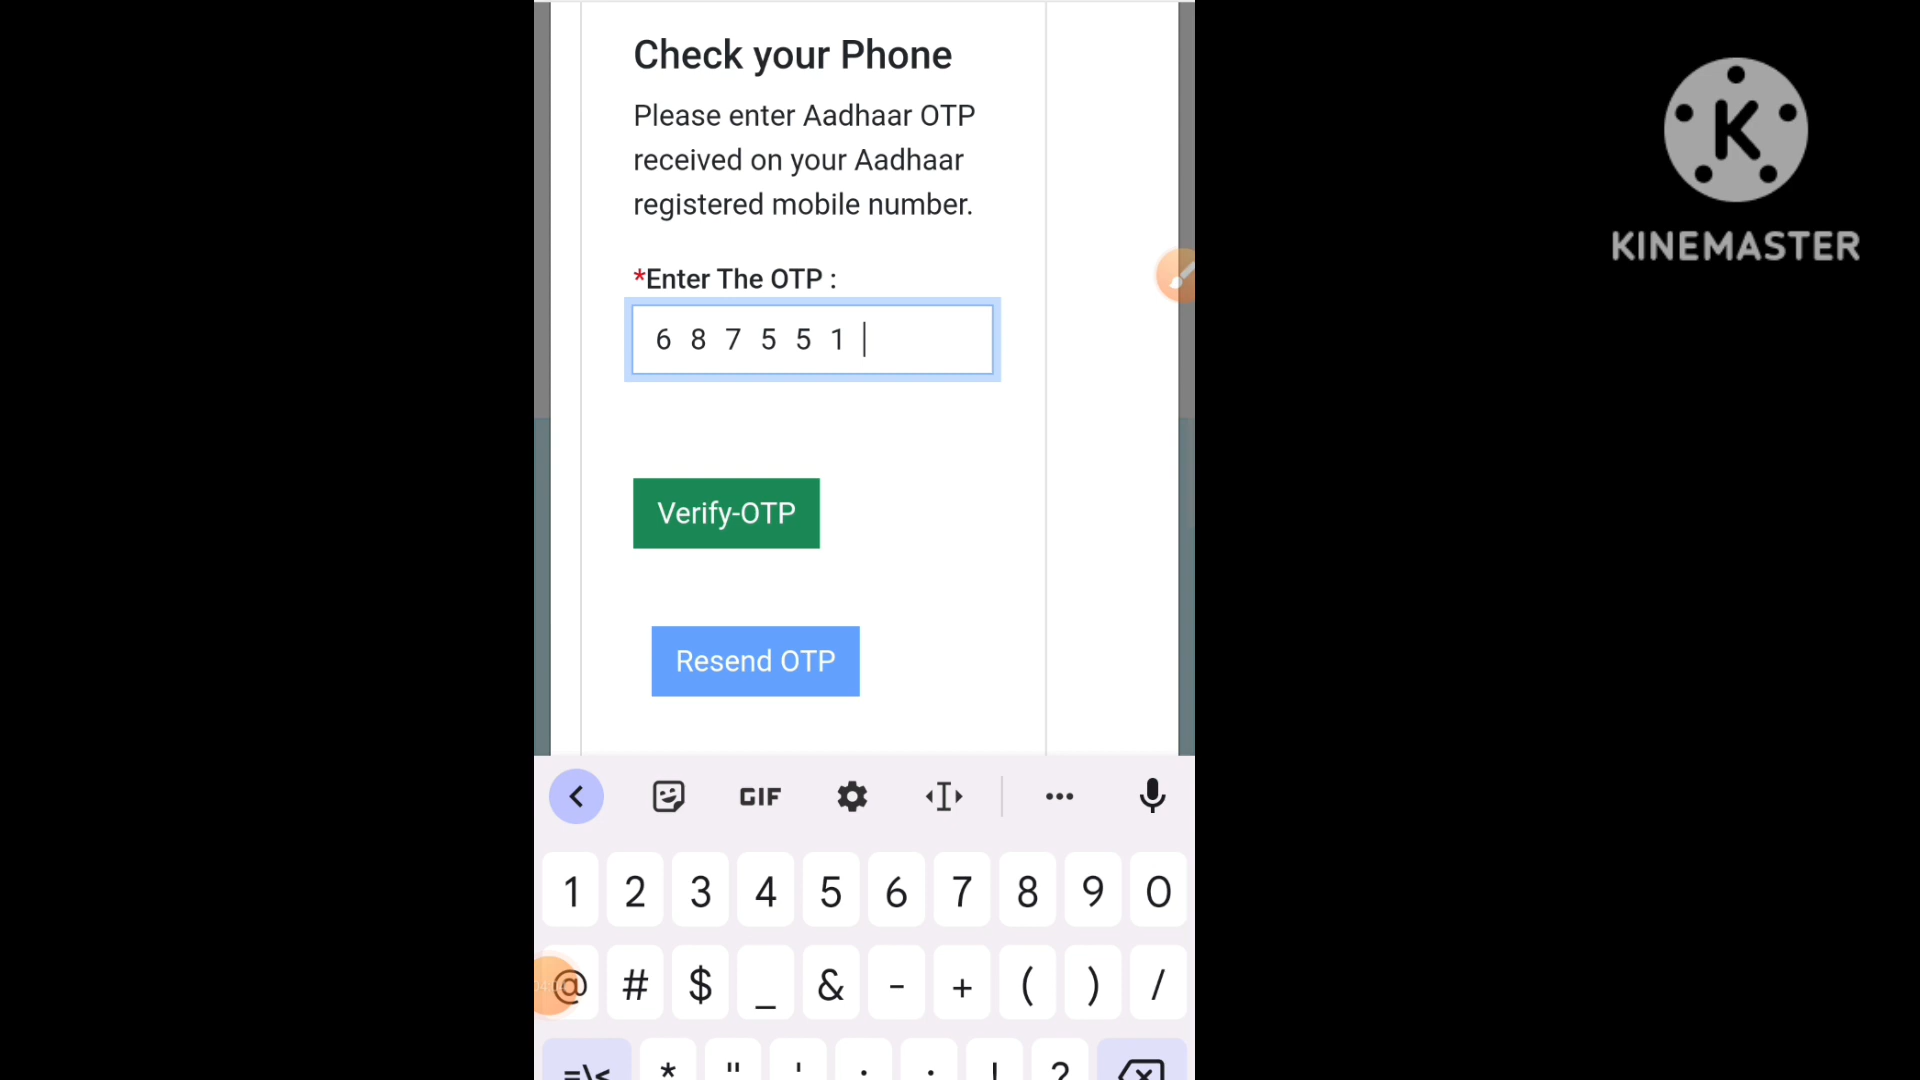 Check your Phone
Please enter Aadhaar OTP
received on your Aadhaar
registered mobile number.
*Enter The OTP :
6 8 7 5 5 1
Verify-OTP
Resend OTP
K
KINEMASTER
GIF
1 2 3 4 5 6 7 8 9 0
@ # $ _ & - + ( ) /
=\< * " ' : ; ! ?